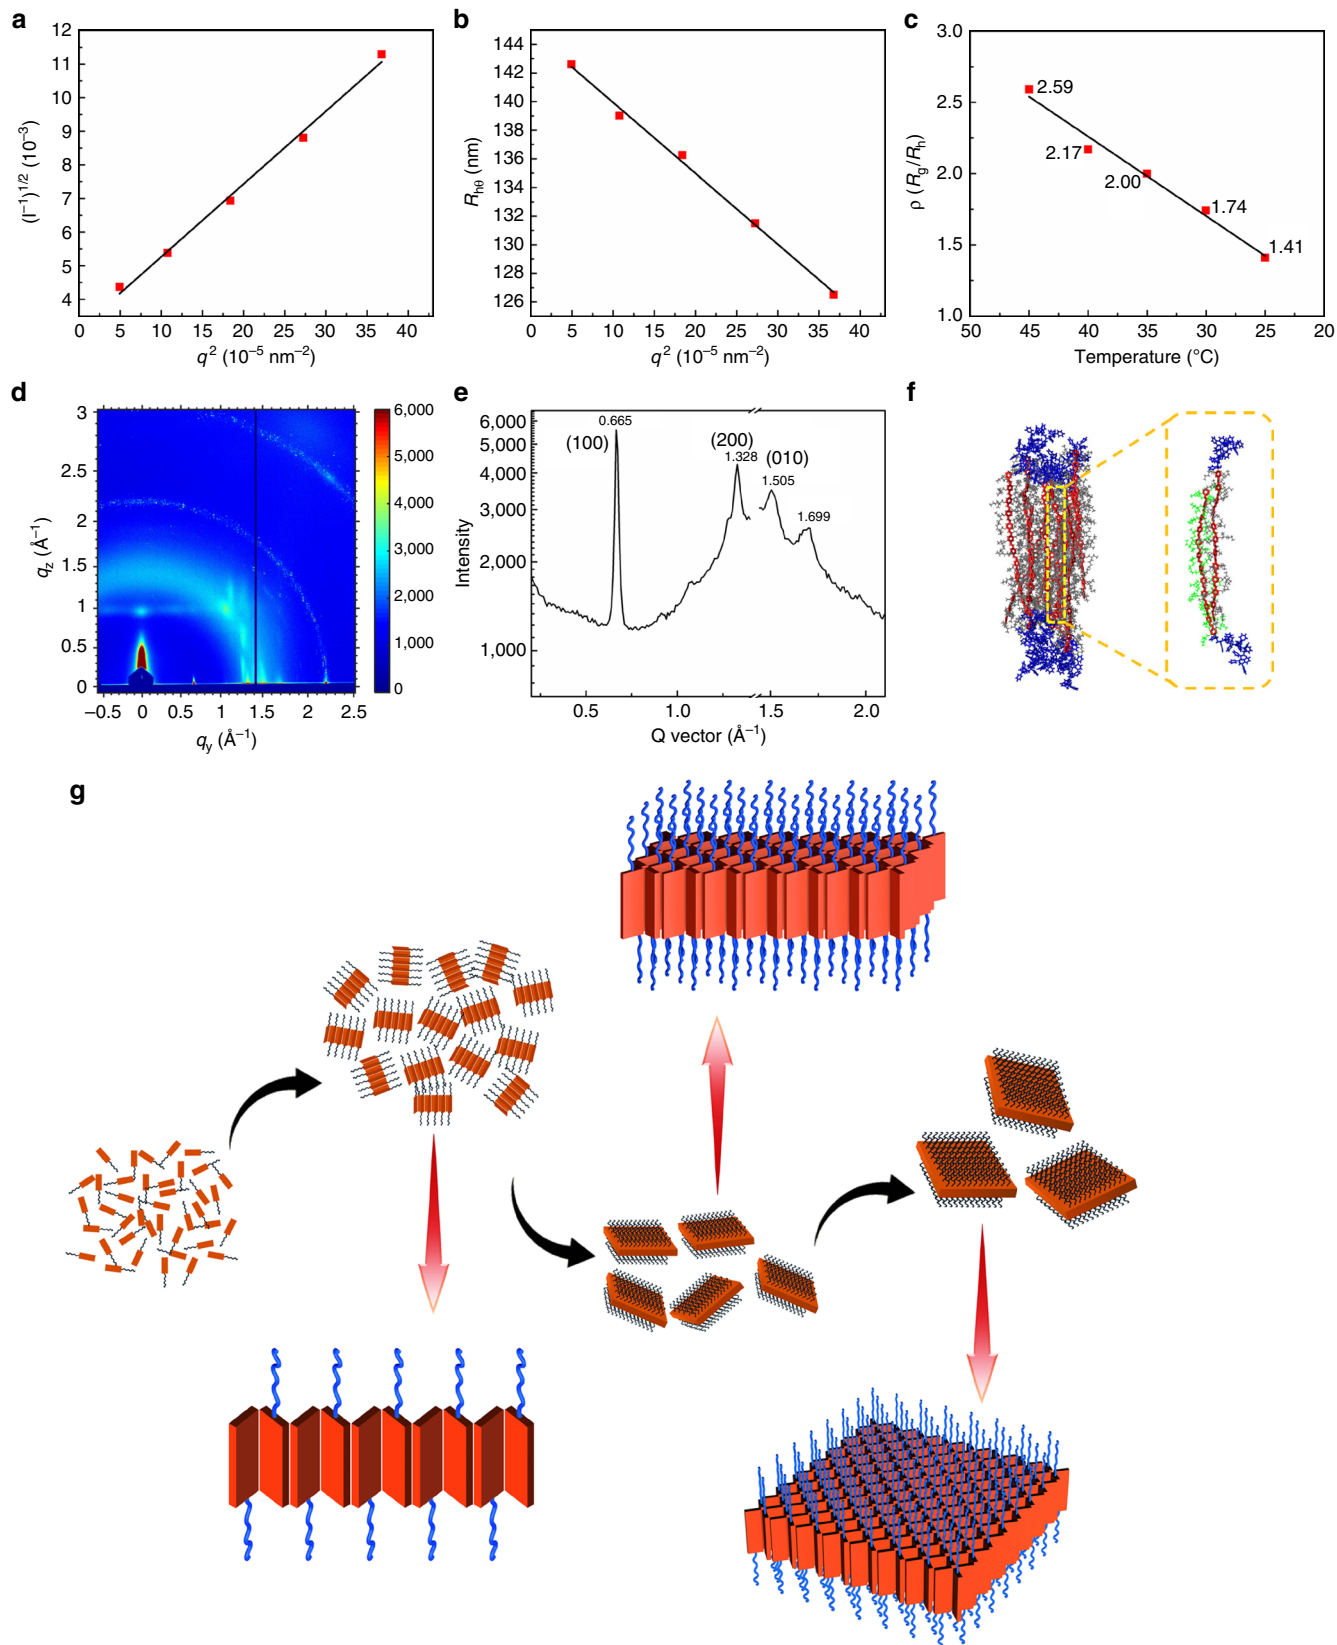 a
12
11
10
9
8
7
6
5
4
0 5 10 15 20 25 30 35 40
(I⁻¹)^1/2 (10⁻³)
q² (10⁻⁵ nm⁻²)
b
144
142
140
138
136
134
132
130
128
126
0 5 10 15 20 25 30 35 40
R_hθ (nm)
q² (10⁻⁵ nm⁻²)
c
3.0
2.5
2.0
1.5
1.0
50 45 40 35 30 25 20
2.59
2.17
2.00
1.74
1.41
ρ (R_g/R_h)
Temperature (°C)
d
3
2.5
2
1.5
1
0.5
0
–0.5 0 0.5 1 1.5 2 2.5
q_z (Å⁻¹)
q_y (Å⁻¹)
6,000
5,000
4,000
3,000
2,000
1,000
0
e
6,000
5,000
4,000
3,000
2,000
1,000
0.5 1.0 1.5 2.0
Intensity
Q vector (Å⁻¹)
0.665
(100)
(200)
1.328
(010)
1.505
1.699
f
g